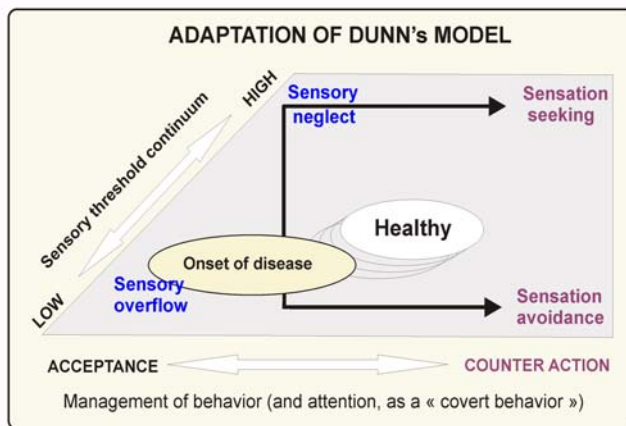 ADAPTATION OF DUNN's MODEL
HIGH
Sensory threshold continuum
LOW
Sensory
neglect
Sensation
seeking
Healthy
Onset of disease
Sensory
overflow
Sensation
avoidance
ACCEPTANCE
COUNTER ACTION
Management of behavior (and attention, as a « covert behavior »)